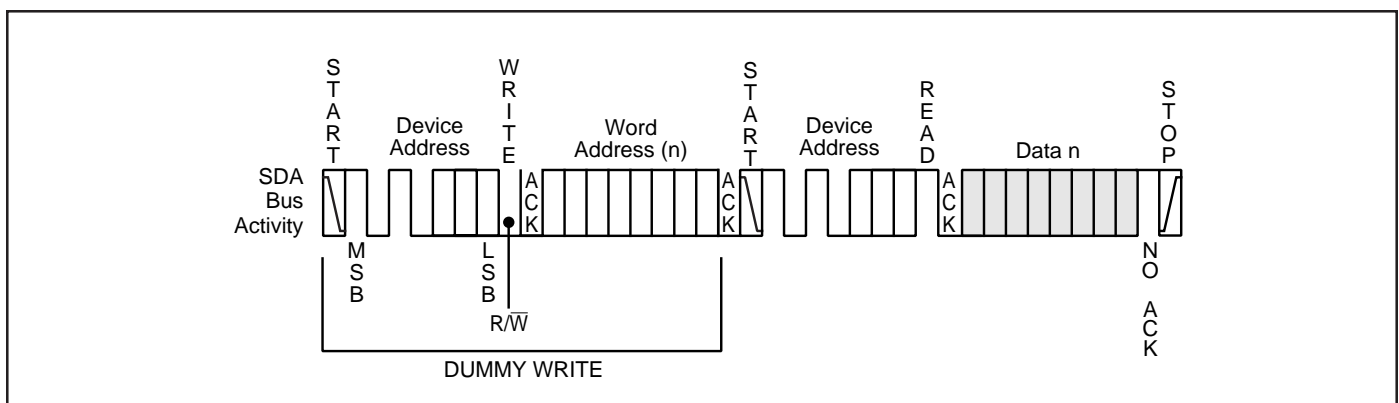 START
Device
Address
WRITE
Word
Address (n)
START
Device
Address
READ
Data n
STOP
SDA
Bus
Activity
ACK
ACK
ACK
MSB
LSB
R/W̅
NO ACK
DUMMY WRITE